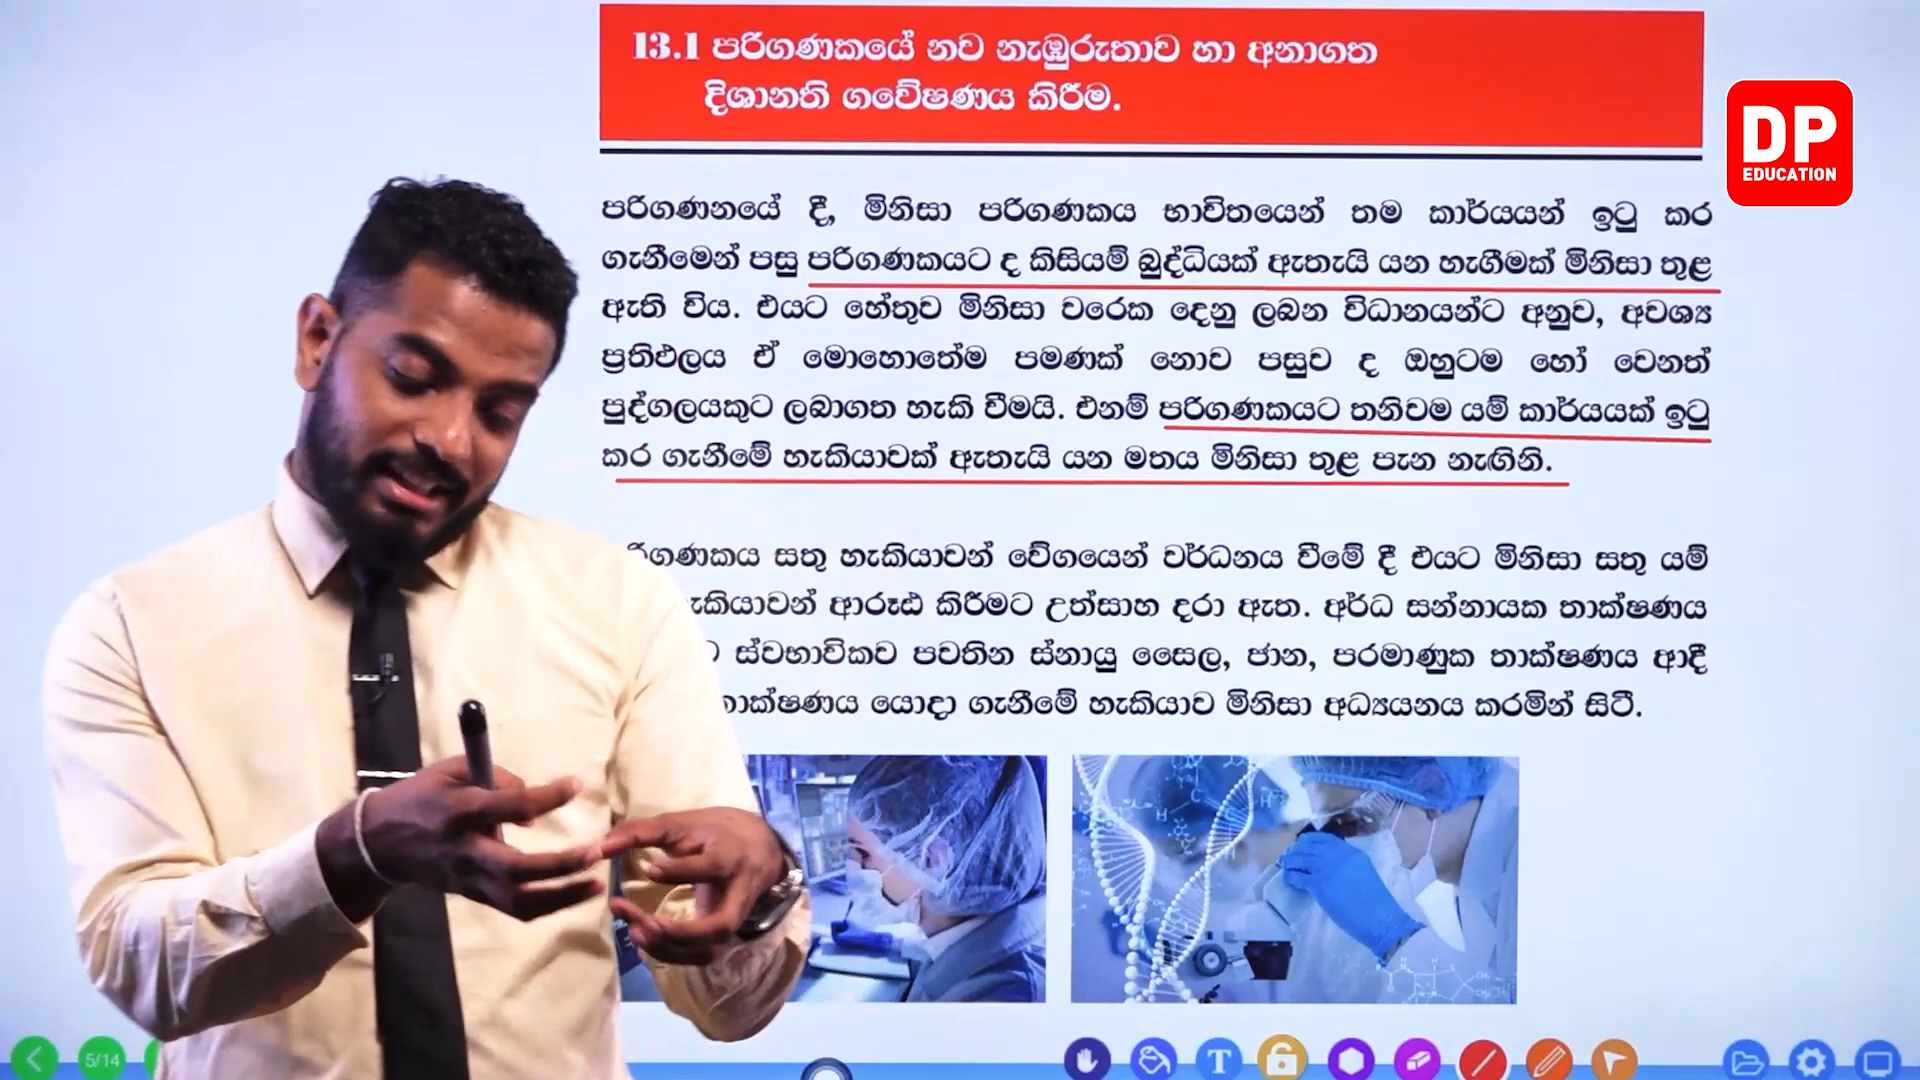 13.1 පරිගණකයේ නව නැඹුරුතාව හා අනාගත
දිශානති ගවේෂණය කිරීම.
DP
EDUCATION
පරිගණනයේ දී, මිනිසා පරිගණකය භාවිතයෙන් තම කාර්යයන් ඉටු කර
ගැනීමෙන් පසු පරිගණකයට ද කිසියම් බුද්ධියක් ඇතැයි යන හැගීමක් මිනිසා තුළ
ඇති විය. එයට හේතුව මිනිසා වරෙක දෙනු ලබන විධානයන්ට අනුව, අවශ්‍ය
ප්‍රතිඵලය ඒ මොහොතේම පමණක් නොව පසුව ද ඔහුටම හෝ වෙනත්
පුද්ගලයකුට ලබාගත හැකි වීමයි. එනම් පරිගණකයට තනිවම යම් කාර්යයක් ඉටු
කර ගැනීමේ හැකියාවක් ඇතැයි යන මතය මිනිසා තුළ පැන නැඟිනි.
සතු හැකියාවන් වේගයෙන් වර්ධනය වීමේ දී එයට මිනිසා සතු යම්
ආරූඪ කිරීමට උත්සාහ දරා ඇත. අර්ධ සන්නායක තාක්ෂණය
ස්වභාවිකව පවතින ස්නායු සෛල, ජාන, පරමාණුක තාක්ෂණය ආදී
යොදා ගැනීමේ හැකියාව මිනිසා අධ්‍යයනය කරමින් සිටී.
5/14
T